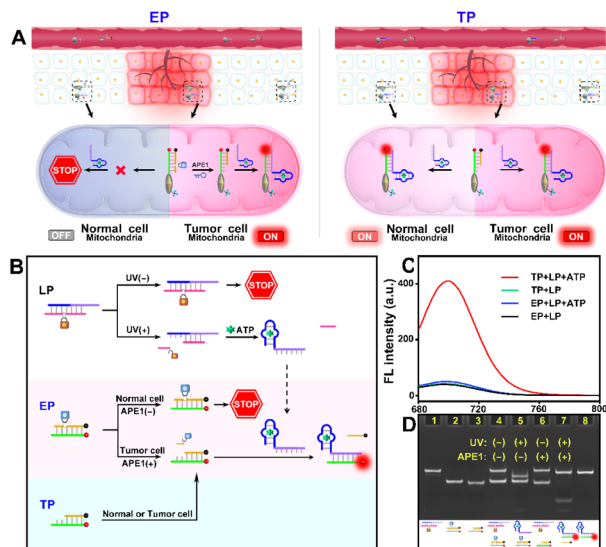 EP
TP
A
STOP
APE1
OFF
Normal cell
Mitochondria
Tumor cell
Mitochondria
ON
ON
Normal cell
Mitochondria
Tumor cell
Mitochondria
ON
B
LP
UV(−)
STOP
UV(+)
ATP
EP
Normal cell
APE1(−)
STOP
Tumor cell
APE1(+)
TP
Normal or Tumor cell
C
FL intensity (a.u.)
400
200
0
680
720
760
800
TP+LP+ATP
TP+LP
EP+LP+ATP
EP+LP
D
1 2 3 4 5 6 7 8
UV: (−) (+) (−) (+)
APE1: (−) (−) (+) (+)